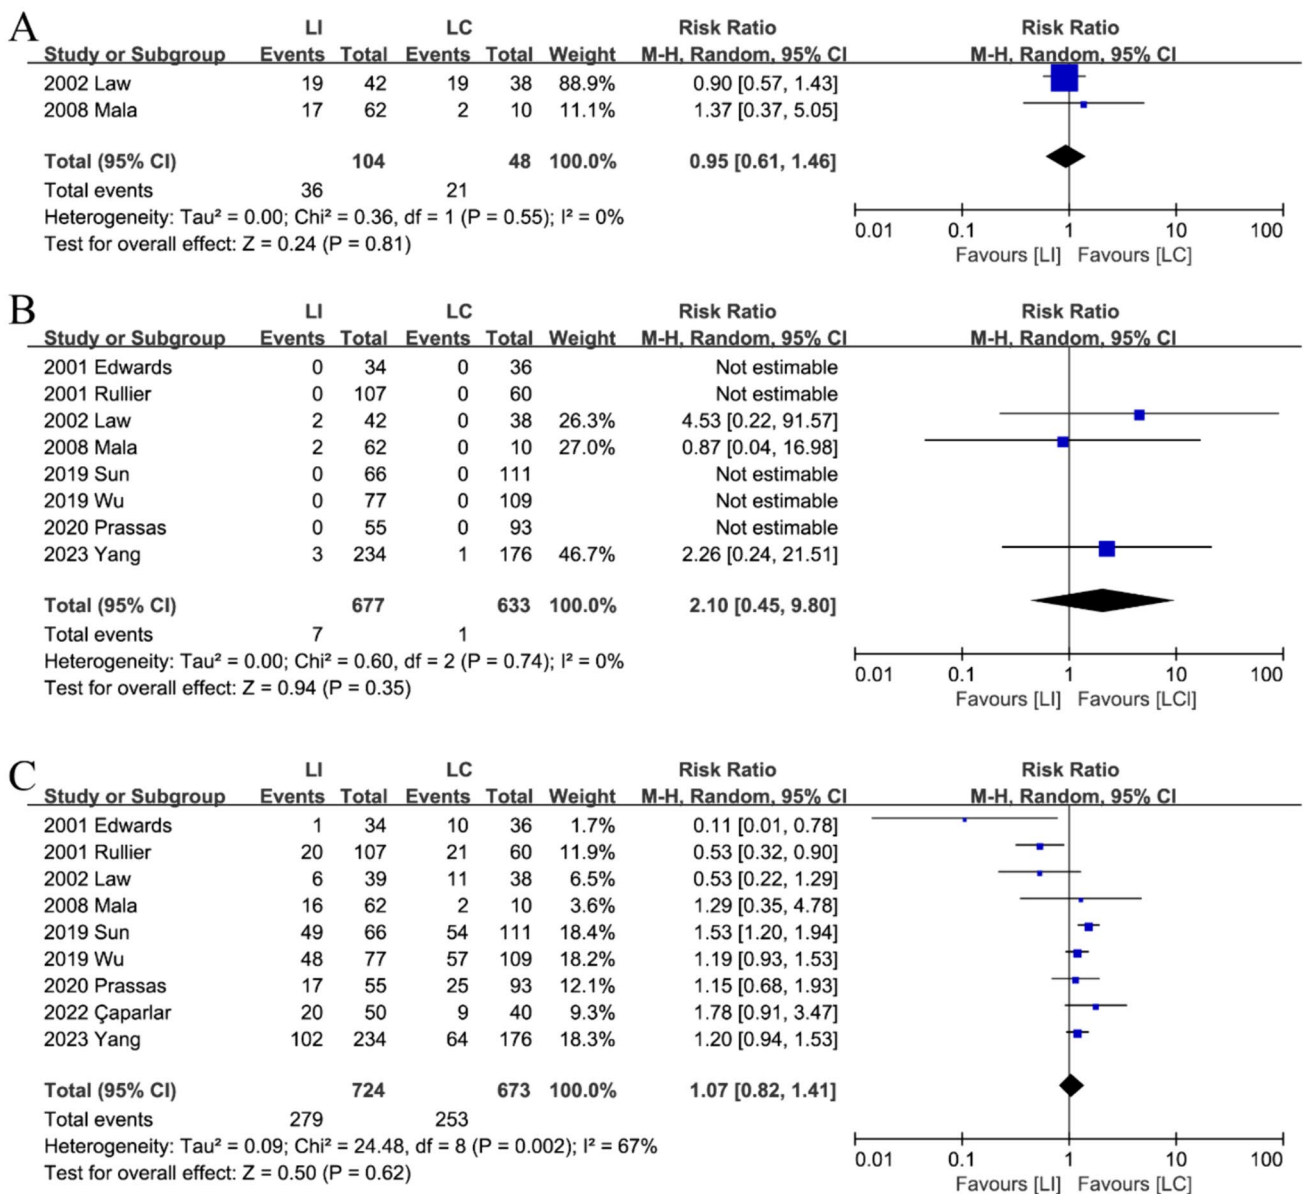 A
LI LC Risk Ratio Risk Ratio
Study or Subgroup Events Total Events Total Weight M-H, Random, 95% CI M-H, Random, 95% CI
2002 Law 19 42 19 38 88.9% 0.90 [0.57, 1.43]
2008 Mala 17 62 2 10 11.1% 1.37 [0.37, 5.05]
Total (95% CI) 104 48 100.0% 0.95 [0.61, 1.46]
Total events 36 21
Heterogeneity: Tau² = 0.00; Chi² = 0.36, df = 1 (P = 0.55); I² = 0%
Test for overall effect: Z = 0.24 (P = 0.81)
0.01 0.1 1 10 100
Favours [LI] Favours [LC]
B
LI LC Risk Ratio Risk Ratio
Study or Subgroup Events Total Events Total Weight M-H, Random, 95% CI M-H, Random, 95% CI
2001 Edwards 0 34 0 36 Not estimable
2001 Rullier 0 107 0 60 Not estimable
2002 Law 2 42 0 38 26.3% 4.53 [0.22, 91.57]
2008 Mala 2 62 0 10 27.0% 0.87 [0.04, 16.98]
2019 Sun 0 66 0 111 Not estimable
2019 Wu 0 77 0 109 Not estimable
2020 Prassas 0 55 0 93 Not estimable
2023 Yang 3 234 1 176 46.7% 2.26 [0.24, 21.51]
Total (95% CI) 677 633 100.0% 2.10 [0.45, 9.80]
Total events 7 1
Heterogeneity: Tau² = 0.00; Chi² = 0.60, df = 2 (P = 0.74); I² = 0%
Test for overall effect: Z = 0.94 (P = 0.35)
0.01 0.1 1 10 100
Favours [LI] Favours [LCI]
C
LI LC Risk Ratio Risk Ratio
Study or Subgroup Events Total Events Total Weight M-H, Random, 95% CI M-H, Random, 95% CI
2001 Edwards 1 34 10 36 1.7% 0.11 [0.01, 0.78]
2001 Rullier 20 107 21 60 11.9% 0.53 [0.32, 0.90]
2002 Law 6 39 11 38 6.5% 0.53 [0.22, 1.29]
2008 Mala 16 62 2 10 3.6% 1.29 [0.35, 4.78]
2019 Sun 49 66 54 111 18.4% 1.53 [1.20, 1.94]
2019 Wu 48 77 57 109 18.2% 1.19 [0.93, 1.53]
2020 Prassas 17 55 25 93 12.1% 1.15 [0.68, 1.93]
2022 Çaparlar 20 50 9 40 9.3% 1.78 [0.91, 3.47]
2023 Yang 102 234 64 176 18.3% 1.20 [0.94, 1.53]
Total (95% CI) 724 673 100.0% 1.07 [0.82, 1.41]
Total events 279 253
Heterogeneity: Tau² = 0.09; Chi² = 24.48, df = 8 (P = 0.002); I² = 67%
Test for overall effect: Z = 0.50 (P = 0.62)
0.01 0.1 1 10 100
Favours [LI] Favours [LC]